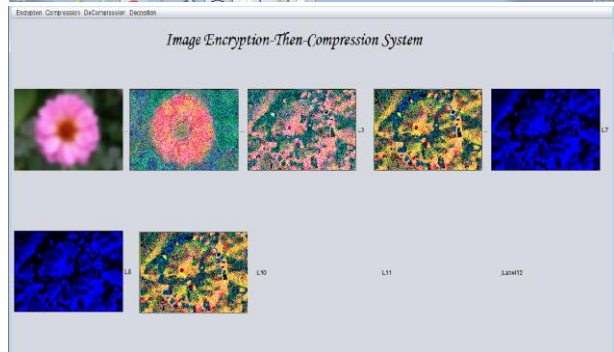 Encryption Compression DeCompression Decryption
Image Encryption-Then-Compression System
L7
L8
L10
L11
jLabel12